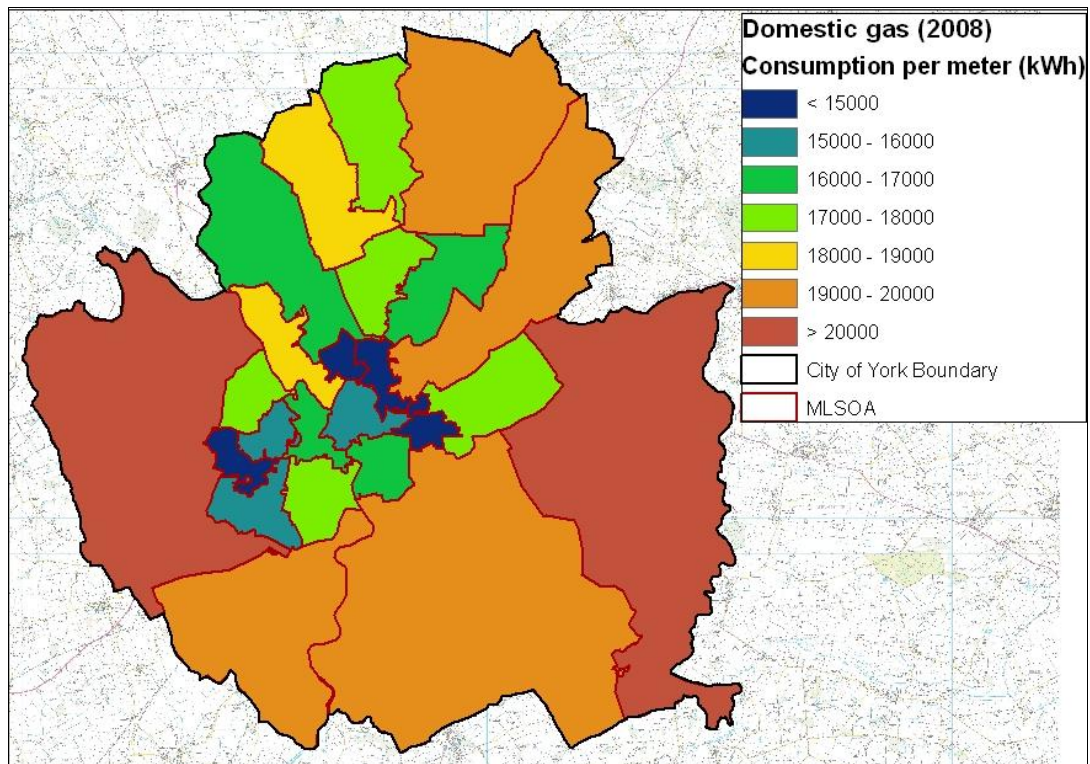 Domestic gas (2008)
Consumption per meter (kWh)
< 15000
15000 - 16000
16000 - 17000
17000 - 18000
18000 - 19000
19000 - 20000
> 20000
City of York Boundary
MLSOA